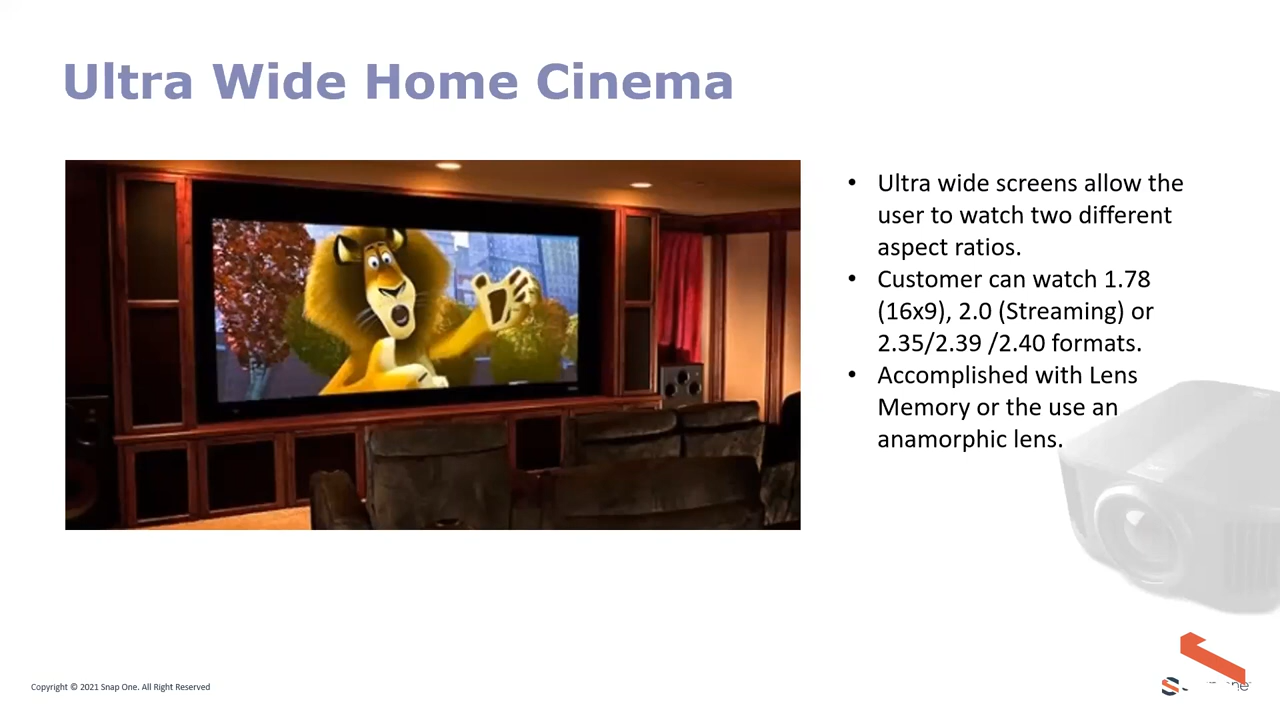 Ultra Wide Home Cinema
• Ultra wide screens allow the
user to watch two different
aspect ratios.
• Customer can watch 1.78
(16x9), 2.0 (Streaming) or
2.35/2.39 /2.40 formats.
• Accomplished with Lens
Memory or the use an
anamorphic lens.
Copyright © 2021 Snap One. All Right Reserved